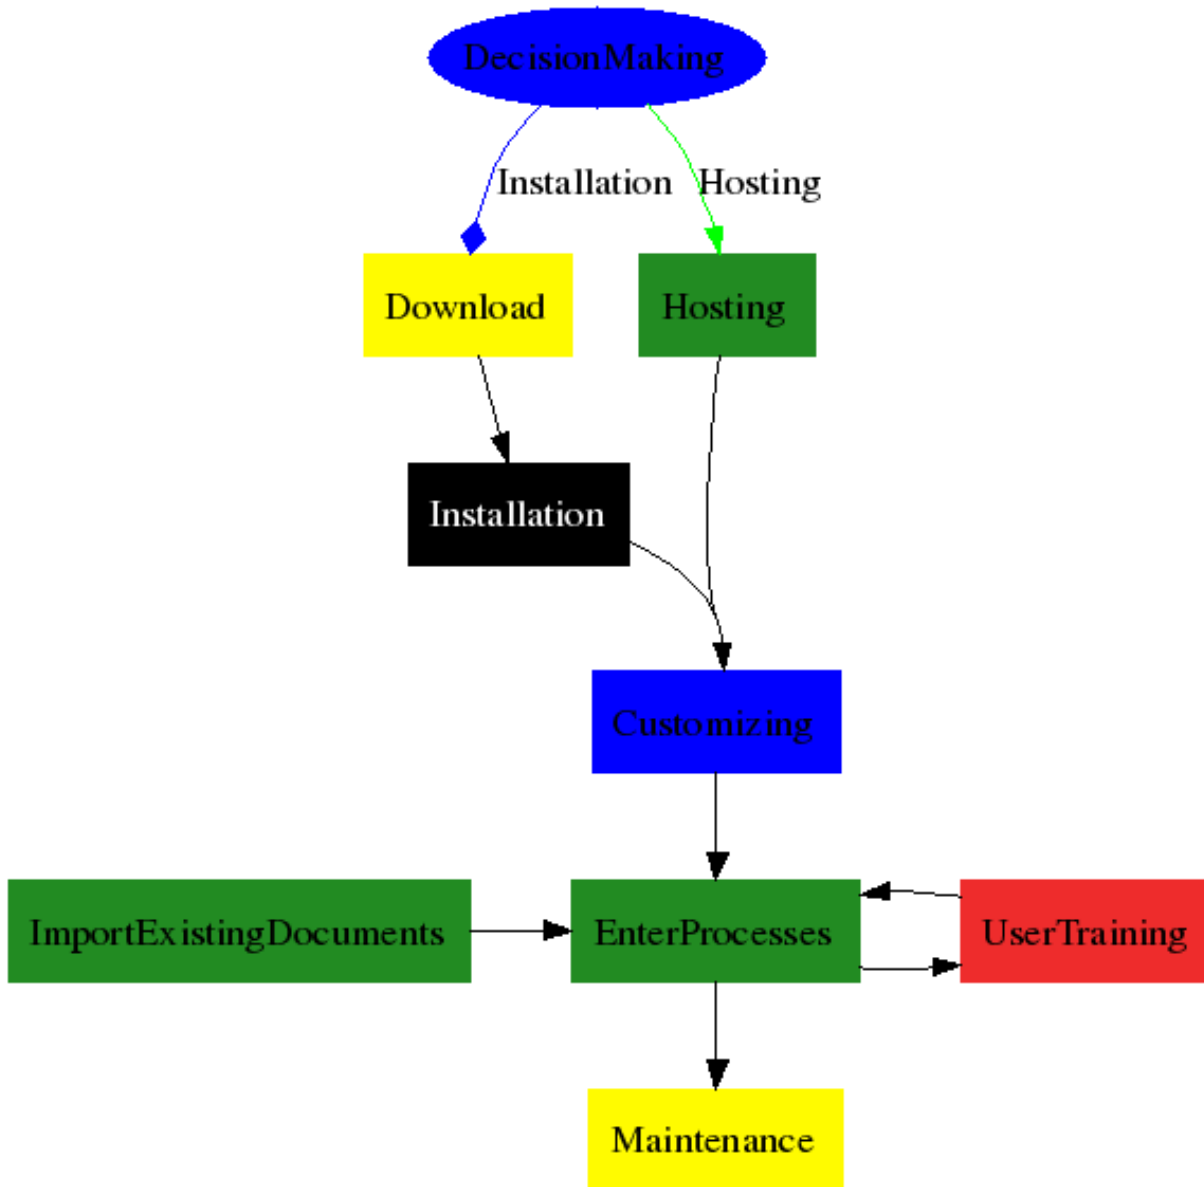 DecisionMaking
Installation
Hosting
Download
Hosting
Installation
Customizing
ImportExistingDocuments
EnterProcesses
UserTraining
Maintenance